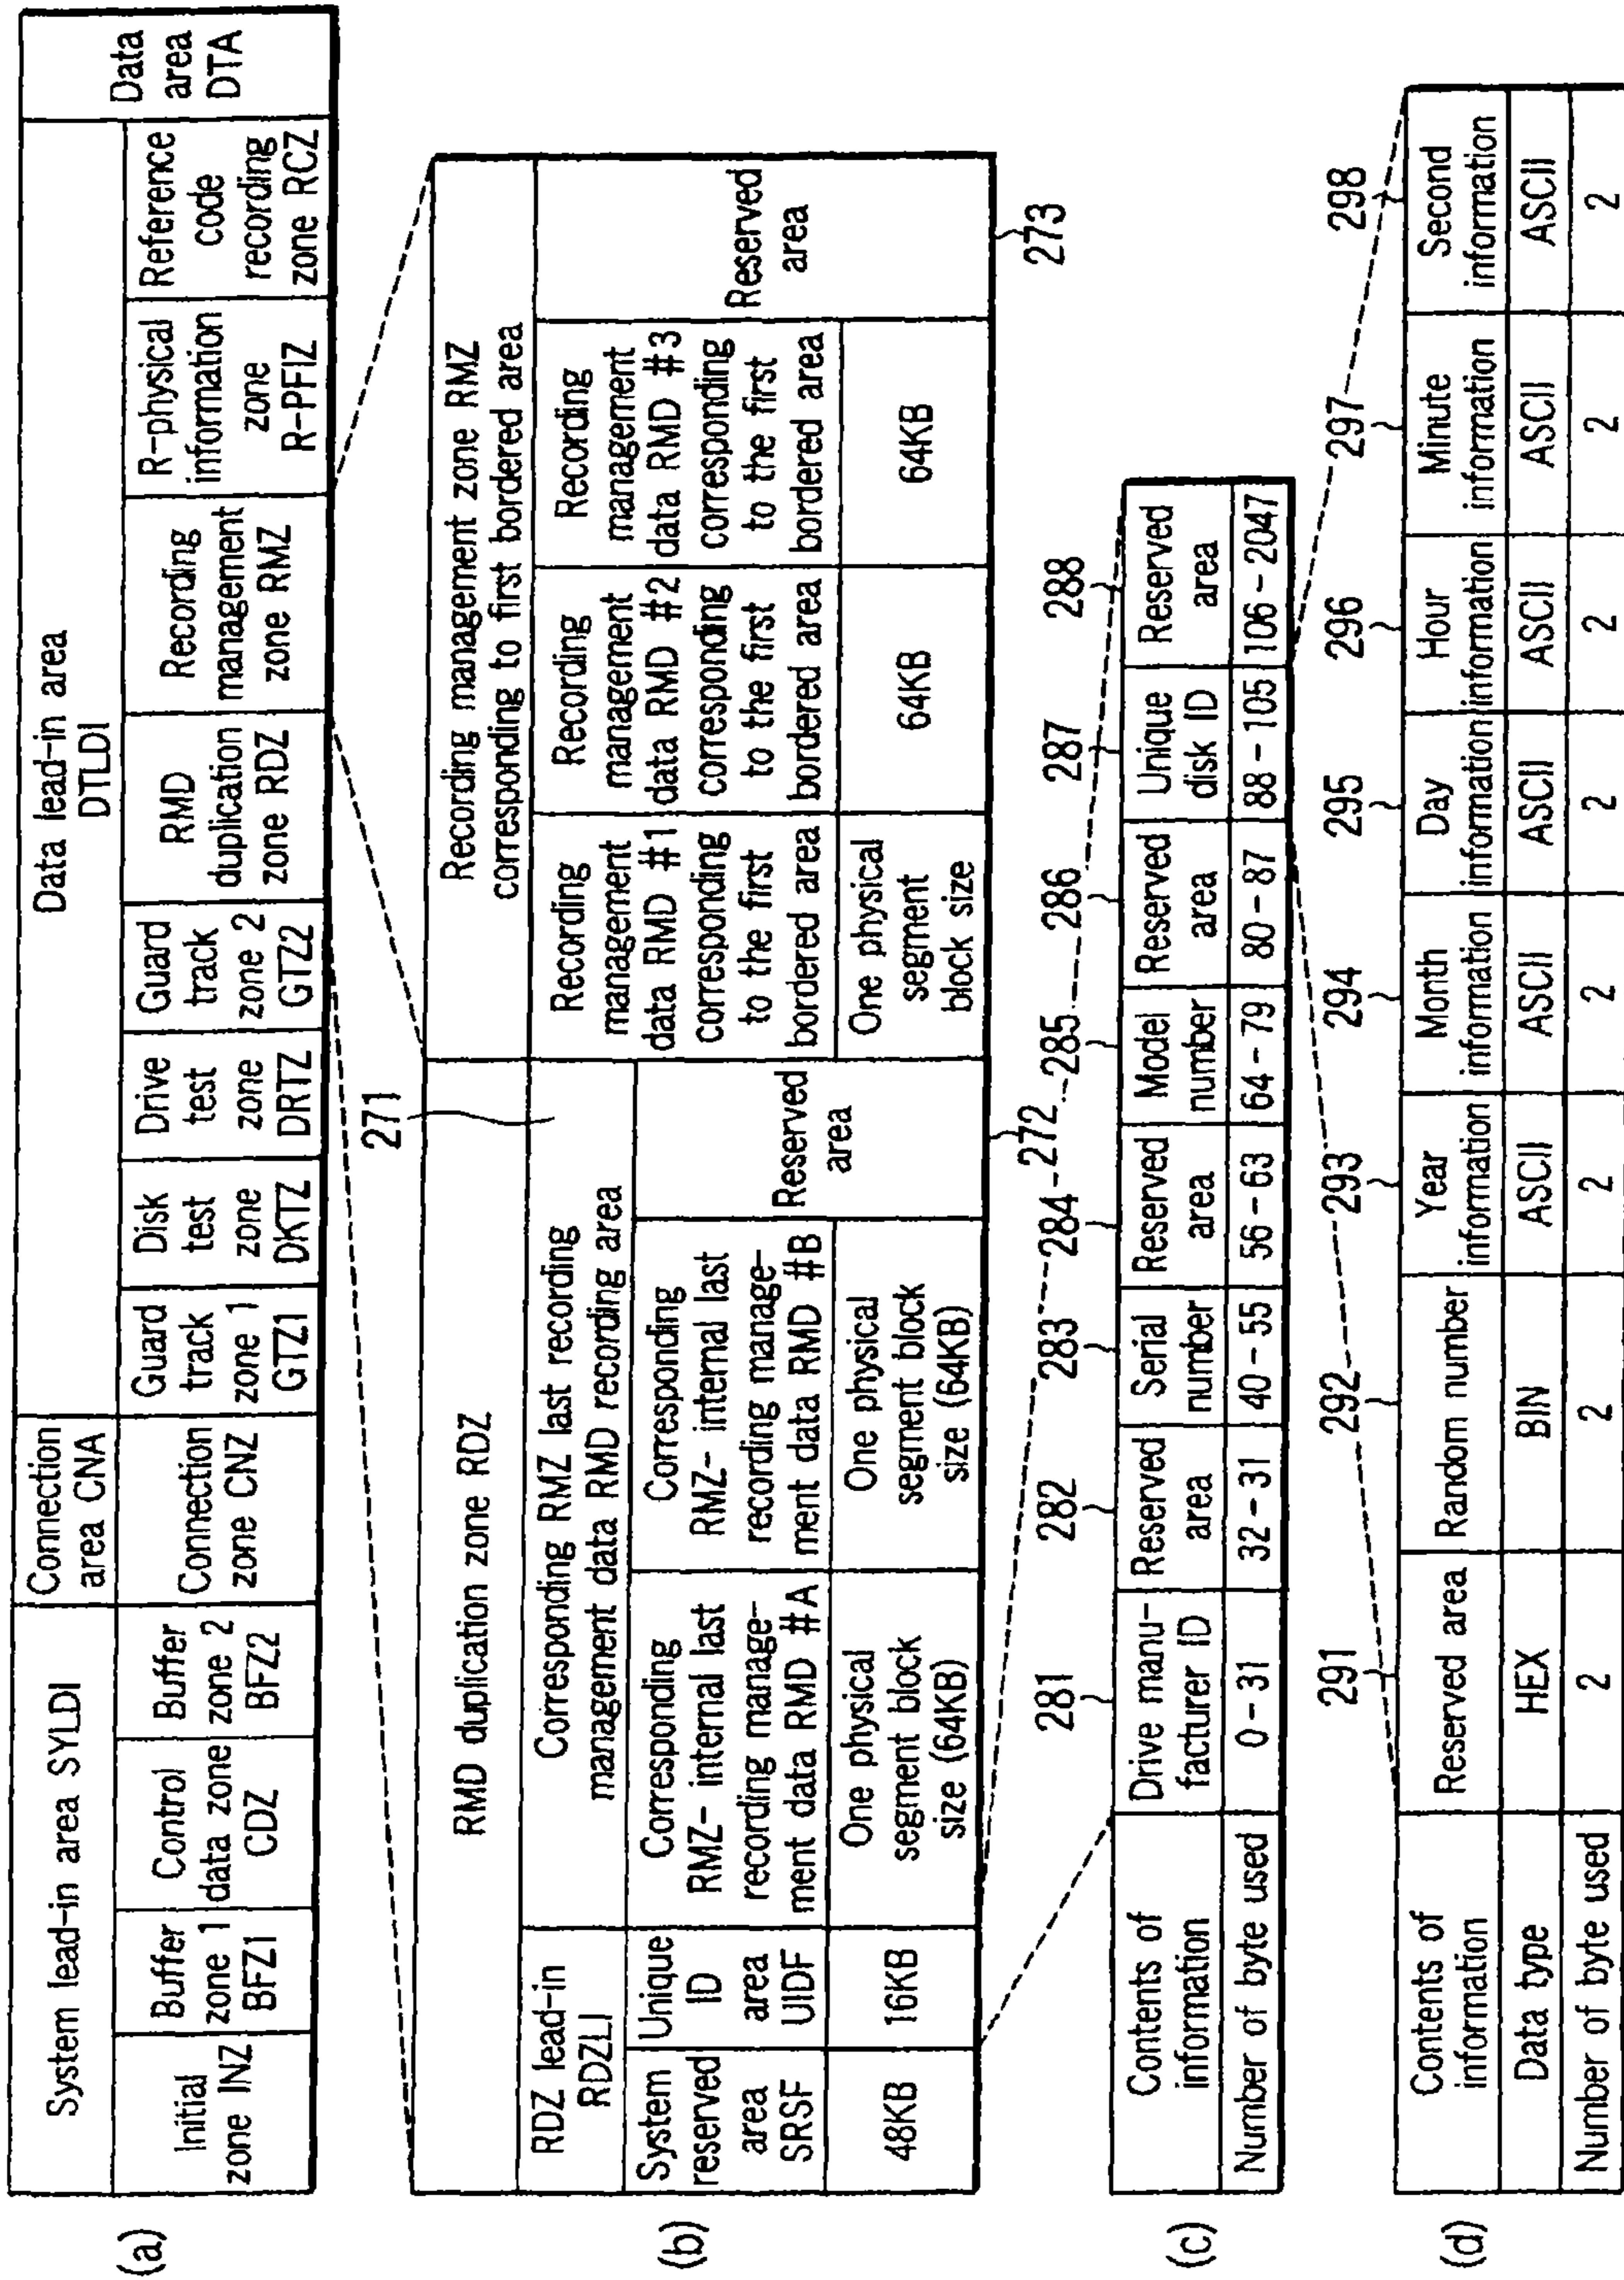 (a)
System lead-in area SYLDI
Connection
area CNA
Data lead-in area
DTLDI
Data
area
DTA
Initial
zone INZ
Buffer
zone 1
BFZ1
Control
data zone
CDZ
Buffer
zone 2
BFZ2
Connection
zone CNZ
Guard
track
zone 1
GTZ1
Disk
test
zone
DKTZ
Drive
test
zone
DRTZ
Guard
track
zone 2
GTZ2
RMD
duplication
zone RDZ
Recording
management
zone RMZ
R-physical
information
zone
R-PFIZ
Reference
code
recording
zone RCZ
271
(b)
RMD duplication zone RDZ
Recording management zone RMZ
corresponding to first bordered area
RDZ lead-in
RDZLI
Corresponding RMZ last recording
management data RMD recording area
System
reserved
area
SRSF
Unique
ID
area
UIDF
Corresponding
RMZ- internal last
recording manage-
ment data RMD #A
Corresponding
RMZ- internal last
recording manage-
ment data RMD #B
Reserved
area
Recording
management
data RMD #1
corresponding
to the first
bordered area
Recording
management
data RMD #2
corresponding
to the first
bordered area
Recording
management
data RMD #3
corresponding
to the first
bordered area
Reserved
area
48KB
16KB
One physical
segment block
size (64KB)
One physical
segment block
size (64KB)
One physical
segment
block size
64KB
64KB
272
273
281
282
283
284
285
286
287
288
(c)
Contents of
information
Drive manu-
facturer ID
Reserved
area
Serial
number
Reserved
area
Model
number
Reserved
area
Unique
disk ID
Reserved
area
Number of byte used
0 - 31
32 - 31
40 - 55
56 - 63
64 - 79
80 - 87
88 - 105
106 - 2047
291
292
293
294
295
296
297
298
(d)
Contents of
information
Reserved area
Random number
Year
information
Month
information
Day
information
Hour
information
Minute
information
Second
information
Data type
HEX
BIN
ASCII
ASCII
ASCII
ASCII
ASCII
ASCII
Number of byte used
2
2
2
2
2
2
2
2